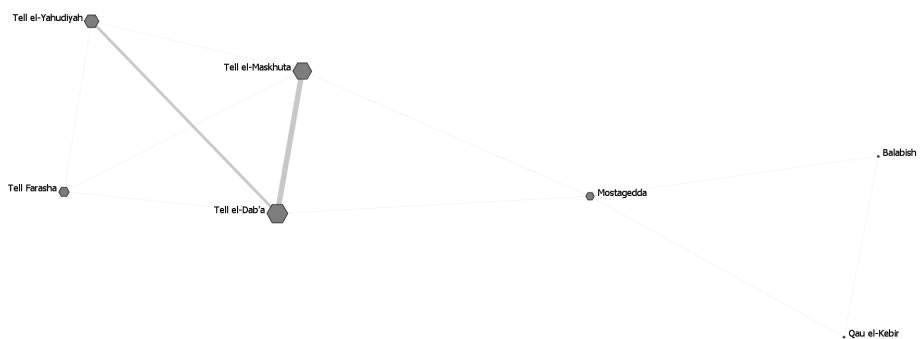 Tell el-Yahudiyah
Tell el-Maskhuta
Balabish
Tell Farasha
Mostagedda
Tell el-Dab'a
Qau el-Kebir